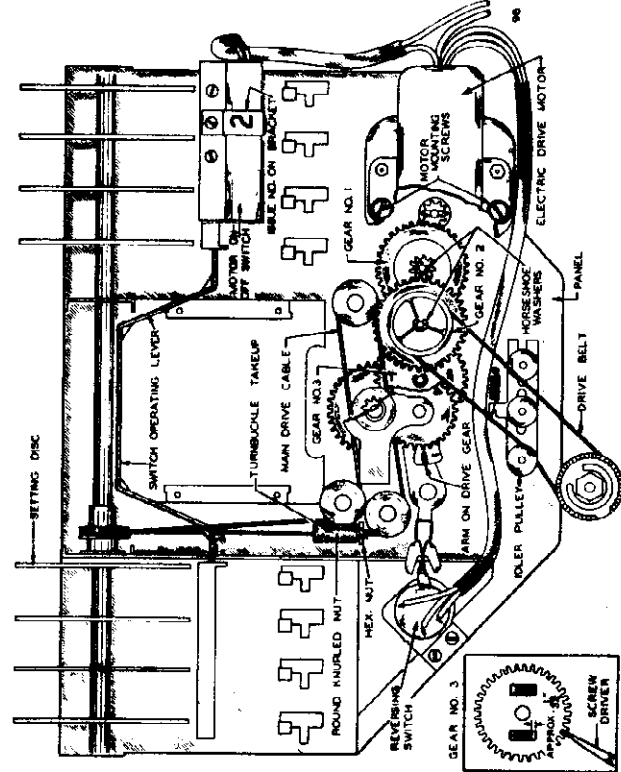 SETTING DISC
SWITCH OPERATING LEVER
TURNBUCKLE TAKEUP
MAIN DRIVE CABLE
GEAR NO. 3
MOTOR
OFF SWITCH
2
ISSUE NO. ON BRACKET
GEAR NO. 1
MOTOR
MOUNTING
SCREWS
98
ELECTRIC DRIVE MOTOR
GEAR NO. 2
HORSESHOE
WASHERS
PANEL
DRIVE BELT
IDLER PULLEY
ARM ON DRIVE GEAR
HEX. NUT
ROUND KNURLED NUT
REVERSING
SWITCH
GEAR NO. 3
APPROX.
SCREW
DRIVER